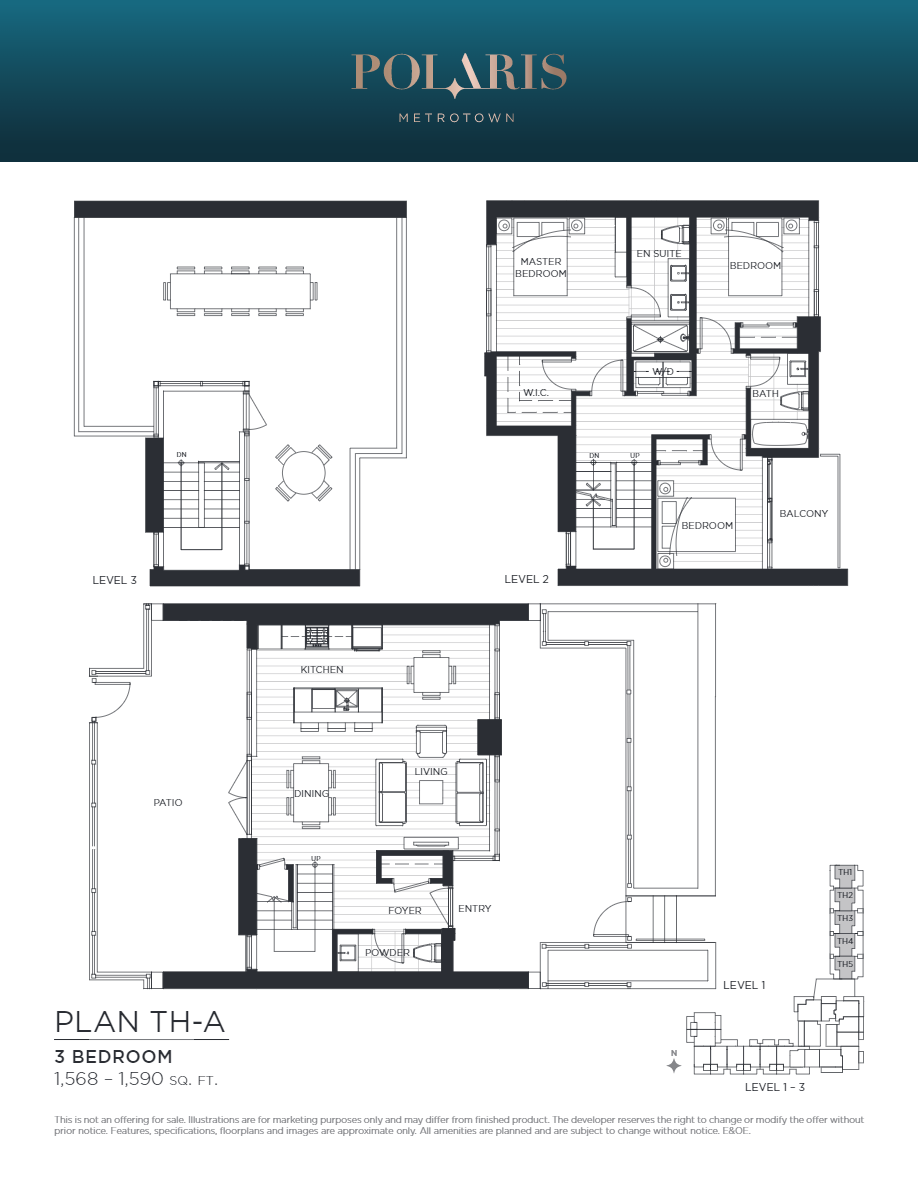 POLARIS
METROTOWN
MASTER
BEDROOM
EN SUITE
BEDROOM
W.I.C.
W/D
BATH
DN
DN
UP
BEDROOM
BALCONY
LEVEL 3
LEVEL 2
KITCHEN
LIVING
DINING
PATIO
UP
FOYER
ENTRY
POWDER
LEVEL 1
TH1
TH2
TH3
TH4
TH5
N
LEVEL 1 – 3
PLAN TH-A
3 BEDROOM
1,568 – 1,590 SQ. FT.
This is not an offering for sale. Illustrations are for marketing purposes only and may differ from finished product. The developer reserves the right to change or modify the offer without
prior notice. Features, specifications, floorplans and images are approximate only. All amenities are planned and are subject to change without notice. E&OE.